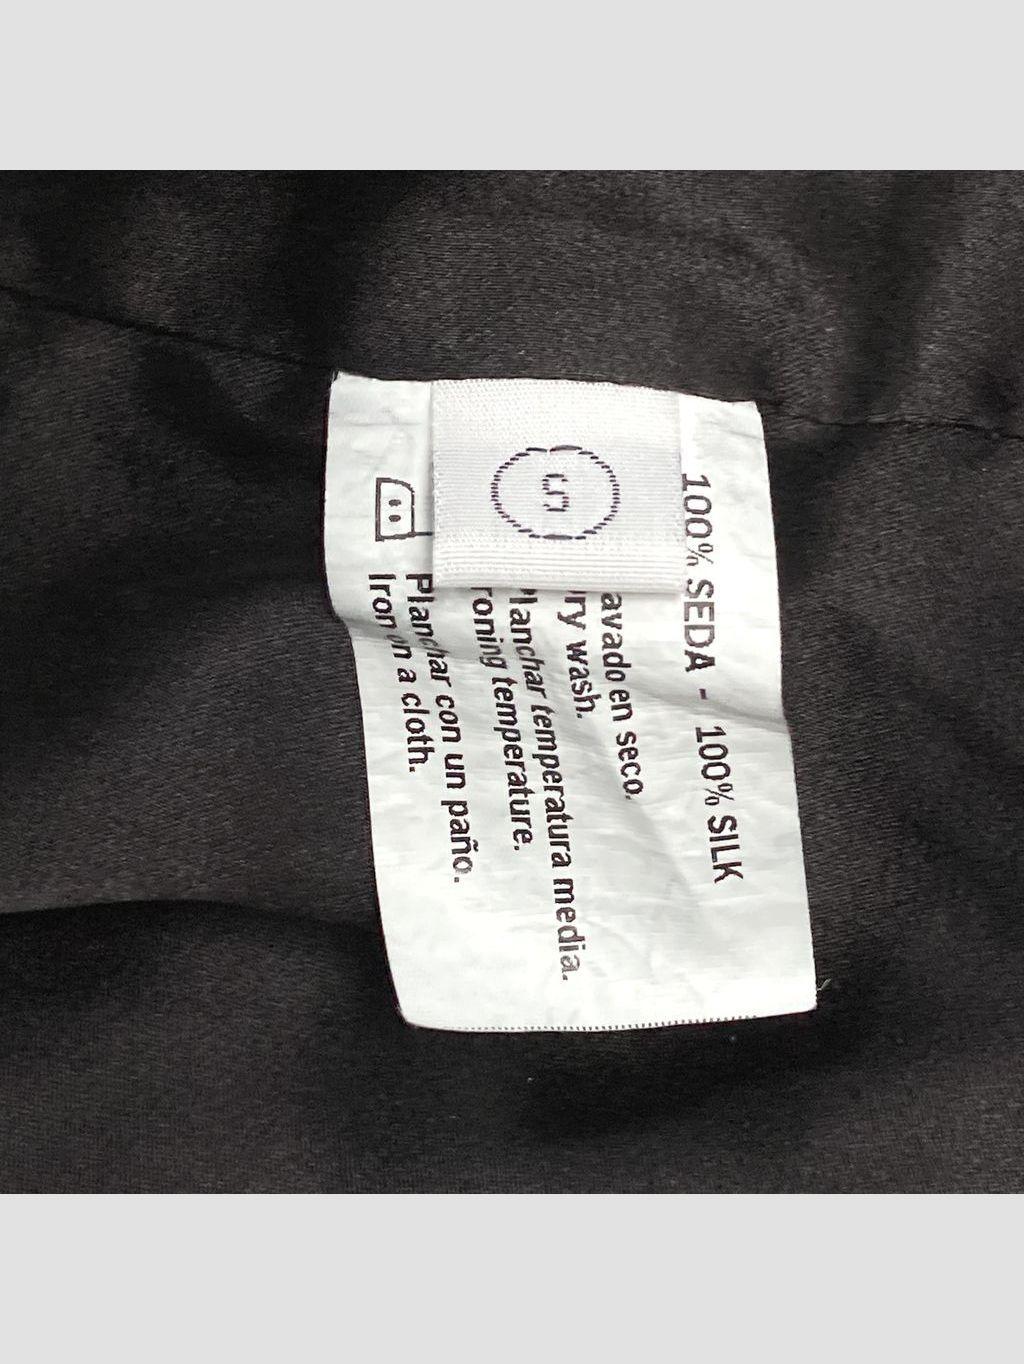 S
100% SEDA - 100% SILK
avado en seco.
ry wash.
lanchar temperatura media.
roning temperature.
Planchar con un paño.
Iron on a cloth.